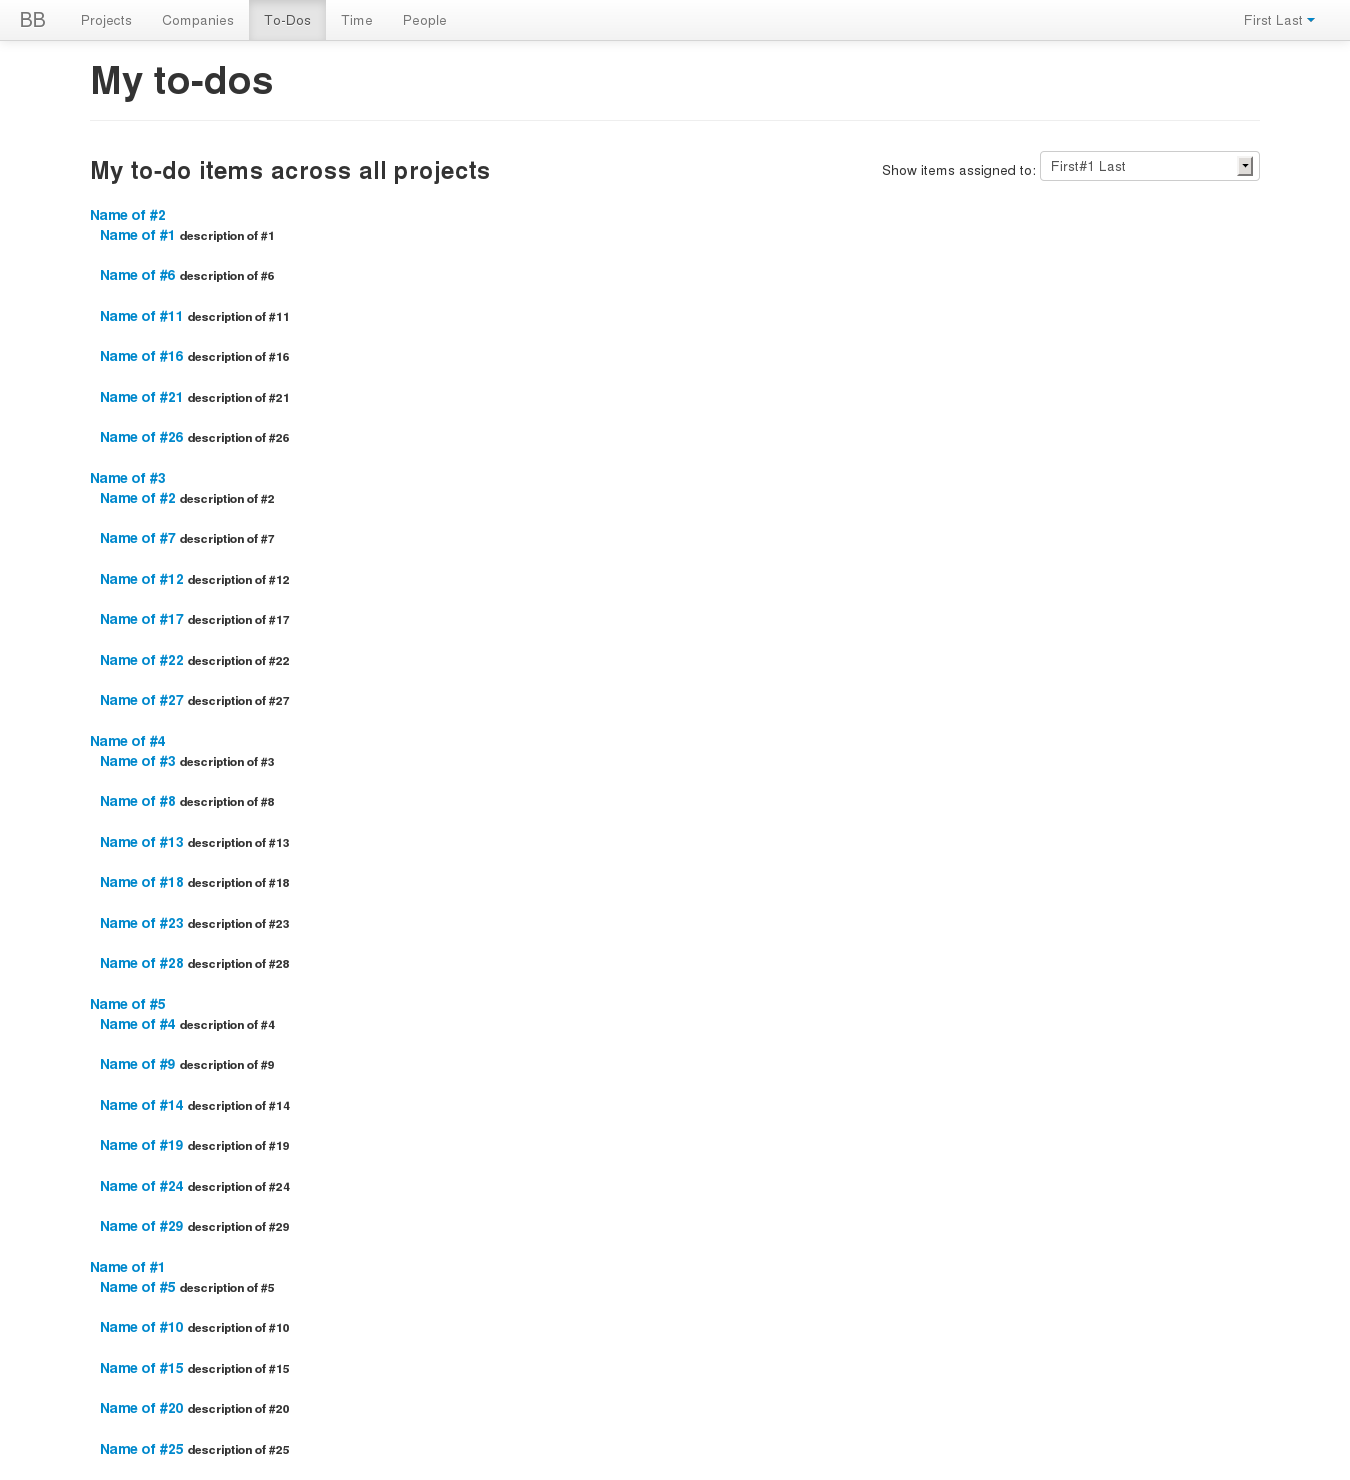 BB Projects Companies To-Dos Time People First Last
My to-dos
My to-do items across all projects Show items assigned to: First#1 Last
Name of #2
Name of #1 description of #1
Name of #6 description of #6
Name of #11 description of #11
Name of #16 description of #16
Name of #21 description of #21
Name of #26 description of #26
Name of #3
Name of #2 description of #2
Name of #7 description of #7
Name of #12 description of #12
Name of #17 description of #17
Name of #22 description of #22
Name of #27 description of #27
Name of #4
Name of #3 description of #3
Name of #8 description of #8
Name of #13 description of #13
Name of #18 description of #18
Name of #23 description of #23
Name of #28 description of #28
Name of #5
Name of #4 description of #4
Name of #9 description of #9
Name of #14 description of #14
Name of #19 description of #19
Name of #24 description of #24
Name of #29 description of #29
Name of #1
Name of #5 description of #5
Name of #10 description of #10
Name of #15 description of #15
Name of #20 description of #20
Name of #25 description of #25